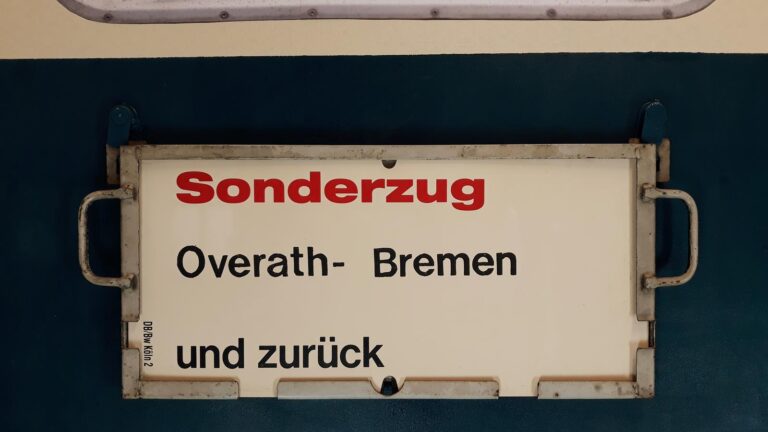 Sonderzug
Overath- Bremen
und zurück
DB/Bw Köln 2